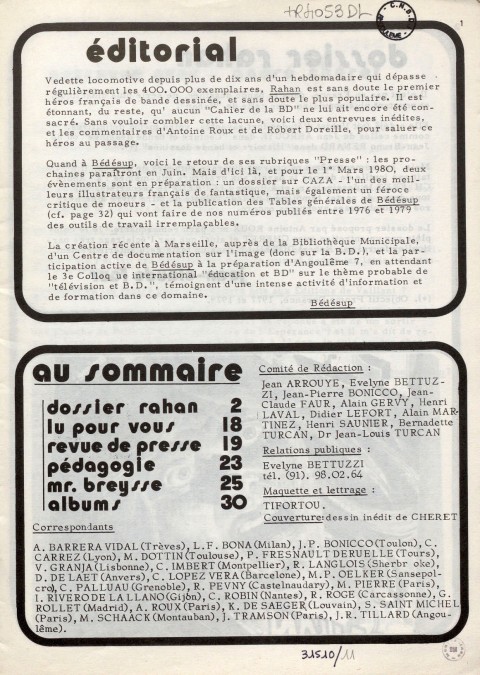 +R4053DL
C.N.B.D
1
éditorial
Vedette locomotive depuis plus de dix ans d'un hebdomadaire qui dépasse
régulièrement les 400.000 exemplaires, Rahan est sans doute le premier
héros français de bande dessinée, et sans doute le plus populaire. Il est
étonnant, du reste, qu' aucun "Cahier de la BD" ne lui ait encore été con-
sacré. Sans vouloir combler cette lacune, voici deux entrevues inédites,
et les commentaires d'Antoine Roux et de Robert Doreille, pour saluer ce
héros au passage.
Quand à Bédésup, voici le retour de ses rubriques "Presse" : les pro-
chaines paraîtront en Juin. Mais d'ici là, et pour le 1° Mars 1980, deux
évènements sont en préparation : un dossier sur CAZA - l'un des meil-
leurs illustrateurs français de fantastique, mais également un féroce
critique de moeurs - et la publication des Tables générales de Bédésup
(cf. page 32) qui vont faire de nos numéros publiés entre 1976 et 1979
des outils de travail irremplaçables.
La création récente à Marseille, auprès de la Bibliothèque Municipale,
d'un Centre de documentation sur l'image (donc sur la B.D.), et la par-
ticipation active de Bédésup à la préparation d'Angoulême 7, en attendant
le 3e Colloq ue international "éducation et BD" sur le thème probable de
"télévision et B.D.", témoignent d'une intense activité d'information et
de formation dans ce domaine.
Bédésup
au sommaire
dossier rahan 2
lu pour vous 18
revue de presse 19
pédagogie 23
mr. breysse 25
albums 30
Comité de Rédaction :
Jean ARROUYE, Evelyne BETTUZ-
ZI, Jean-Pierre BONICCO, Jean-
Claude FAUR, Alain GERVY, Henri
LAVAL, Didier LEFORT, Alain MAR-
TINEZ, Henri SAUNIER, Bernadette
TURCAN, Dr Jean-Louis TURCAN
Relations publiques :
Evelyne BETTUZZI
tél. (91). 98.02.64
Maquette et lettrage :
TIFORTOU.
Couverture:dessin inédit de CHERET
Correspondants
A. BARRERA VIDAL (Trèves), L.F. BONA (Milan), J.P. BONICCO (Toulon), C.
CARREZ (Lyon), M. DOTTIN (Toulouse), P. FRESNAULT DERUELLE (Tours),
V. GRANJA (Lisbonne), C. IMBERT (Montpellier), R. LANGLOIS (Sherbr oke),
D. DE LAET (Anvers), C. LOPEZ VERA (Barcelone), M.P. OELKER (Sansepol-
cro), C. PALLUAU (Grenoble), R. PEVNY (Castelnaudary), M. PIERRE (Paris),
I. RIVERO DE LA LLANO (Gijón), C. ROBIN (Nantes), R. ROGE (Carcassonne), G.
ROLLET (Madrid), A. ROUX (Paris), K. DE SAEGER (Louvain), S. SAINT MICHEL
(Paris), M. SCHAACK (Montauban), J. TRAMSON (Paris), J.R. TILLARD (Angou-
lême).
31510/11